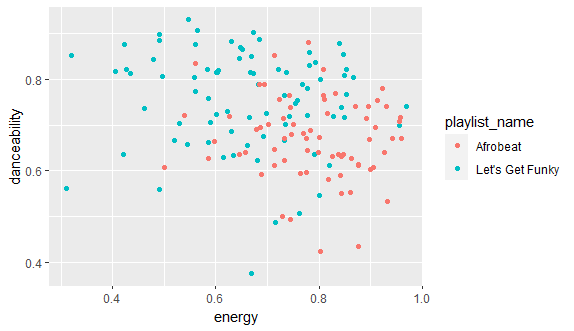 0.8
0.6
0.4
danceability
0.4
0.6
0.8
1.0
energy
playlist_name
Afrobeat
Let's Get Funky